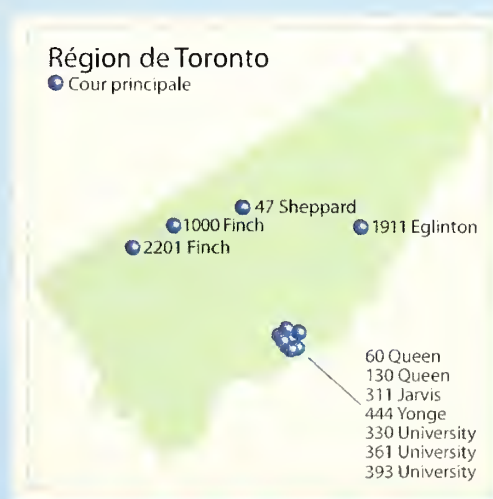 Région de Toronto
Cour principale
47 Sheppard
1000 Finch
1911 Eglinton
2201 Finch
60 Queen
130 Queen
311 Jarvis
444 Yonge
330 University
361 University
393 University